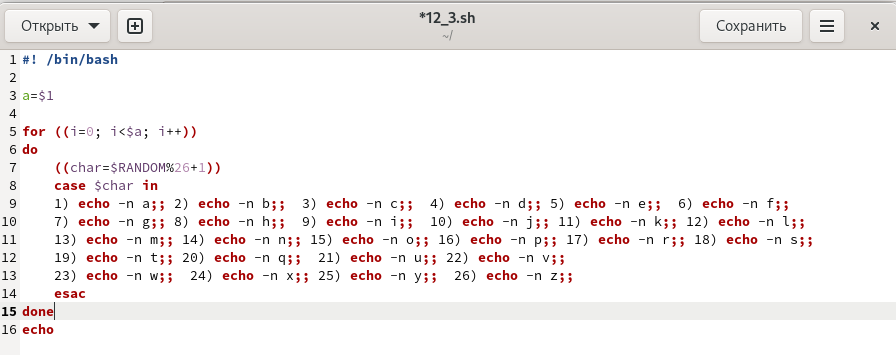 Открыть
*12_3.sh
~/
Сохранить
1 #! /bin/bash
2
3 a=$1
4
5 for ((i=0; i<$a; i++))
6 do
7     ((char=$RANDOM%26+1))
8     case $char in
9     1) echo -n a;; 2) echo -n b;;  3) echo -n c;;  4) echo -n d;; 5) echo -n e;;  6) echo -n f;;
10     7) echo -n g;; 8) echo -n h;;  9) echo -n i;;  10) echo -n j;; 11) echo -n k;; 12) echo -n l;;
11     13) echo -n m;; 14) echo -n n;; 15) echo -n o;; 16) echo -n p;; 17) echo -n r;; 18) echo -n s;;
12     19) echo -n t;; 20) echo -n q;;  21) echo -n u;; 22) echo -n v;;
13     23) echo -n w;;  24) echo -n x;; 25) echo -n y;;  26) echo -n z;;
14     esac
15 done
16 echo